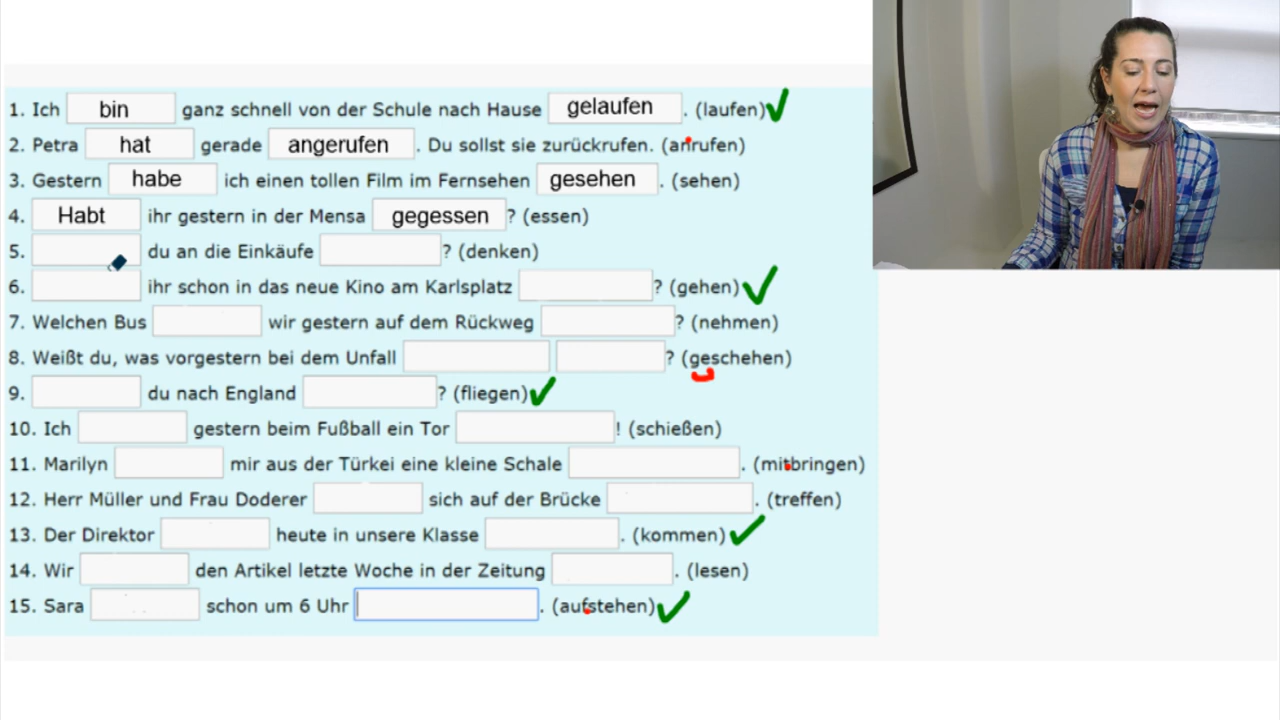 1. Ich bin ganz schnell von der Schule nach Hause gelaufen . (laufen)
2. Petra hat gerade angerufen . Du sollst sie zurückrufen. (anrufen)
3. Gestern habe ich einen tollen Film im Fernsehen gesehen . (sehen)
4. Habt ihr gestern in der Mensa gegessen ? (essen)
5. du an die Einkäufe ? (denken)
6. ihr schon in das neue Kino am Karlsplatz ? (gehen)
7. Welchen Bus wir gestern auf dem Rückweg ? (nehmen)
8. Weißt du, was vorgestern bei dem Unfall ? (geschehen)
9. du nach England ? (fliegen)
10. Ich gestern beim Fußball ein Tor ! (schießen)
11. Marilyn mir aus der Türkei eine kleine Schale . (mitbringen)
12. Herr Müller und Frau Doderer sich auf der Brücke . (treffen)
13. Der Direktor heute in unsere Klasse . (kommen)
14. Wir den Artikel letzte Woche in der Zeitung . (lesen)
15. Sara schon um 6 Uhr . (aufstehen)